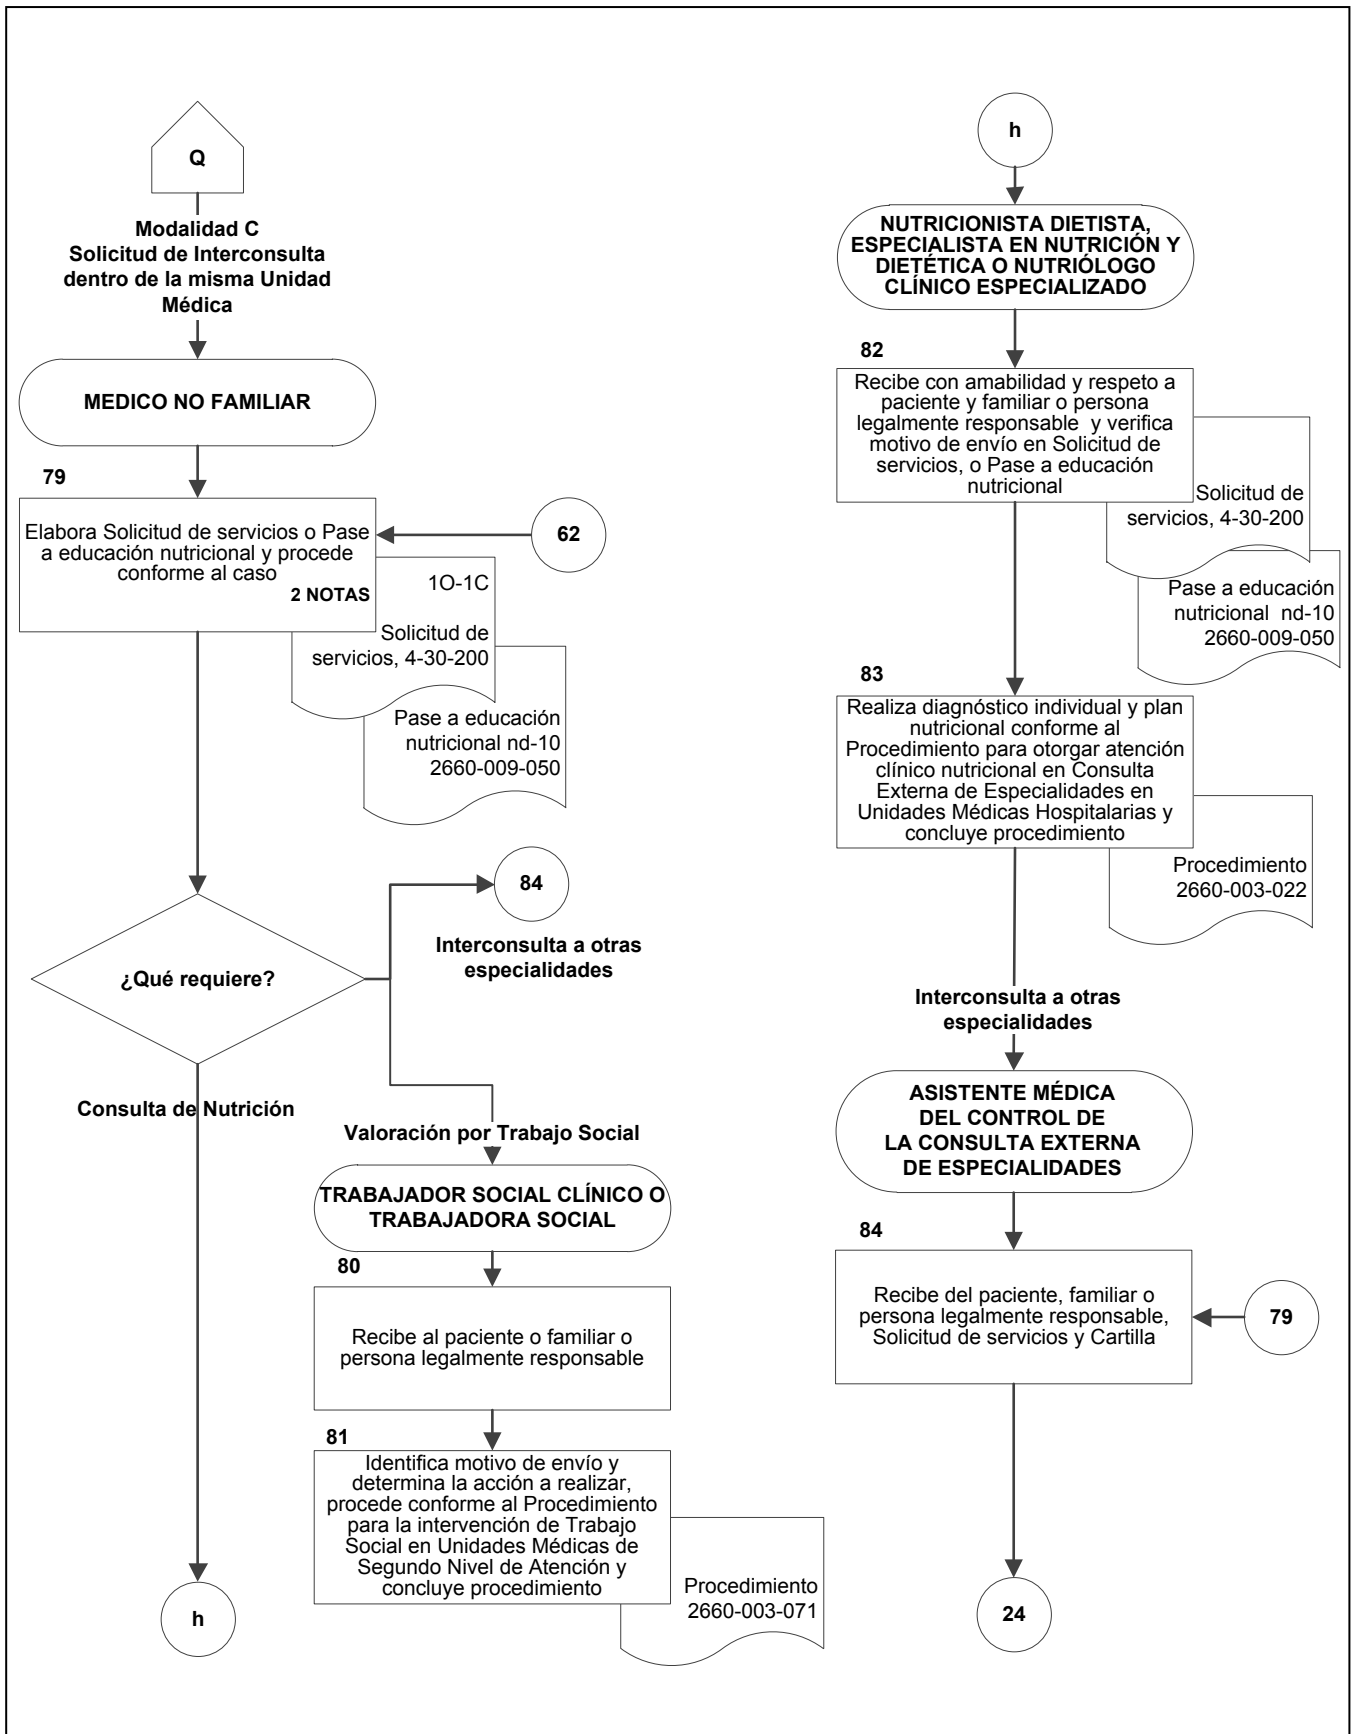 Q
Modalidad C
Solicitud de Interconsulta
dentro de la misma Unidad
Médica
MEDICO NO FAMILIAR
79
Elabora Solicitud de servicios o Pase
a educación nutricional y procede
conforme al caso
2 NOTAS
62
1O-1C
Solicitud de
servicios, 4-30-200
Pase a educación
nutricional nd-10
2660-009-050
84
Interconsulta a otras
especialidades
¿Qué requiere?
Consulta de Nutrición
Valoración por Trabajo Social
TRABAJADOR SOCIAL CLÍNICO O
TRABAJADORA SOCIAL
80
Recibe al paciente o familiar o
persona legalmente responsable
81
Identifica motivo de envío y
determina la acción a realizar,
procede conforme al Procedimiento
para la intervención de Trabajo
Social en Unidades Médicas de
Segundo Nivel de Atención y
concluye procedimiento
Procedimiento
2660-003-071
h
h
NUTRICIONISTA DIETISTA,
ESPECIALISTA EN NUTRICIÓN Y
DIETÉTICA O NUTRIÓLOGO
CLÍNICO ESPECIALIZADO
82
Recibe con amabilidad y respeto a
paciente y familiar o persona
legalmente responsable y verifica
motivo de envío en Solicitud de
servicios, o Pase a educación
nutricional
Solicitud de
servicios, 4-30-200
Pase a educación
nutricional nd-10
2660-009-050
83
Realiza diagnóstico individual y plan
nutricional conforme al
Procedimiento para otorgar atención
clínico nutricional en Consulta
Externa de Especialidades en
Unidades Médicas Hospitalarias y
concluye procedimiento
Procedimiento
2660-003-022
Interconsulta a otras
especialidades
ASISTENTE MÉDICA
DEL CONTROL DE
LA CONSULTA EXTERNA
DE ESPECIALIDADES
84
Recibe del paciente, familiar o
persona legalmente responsable,
Solicitud de servicios y Cartilla
79
24